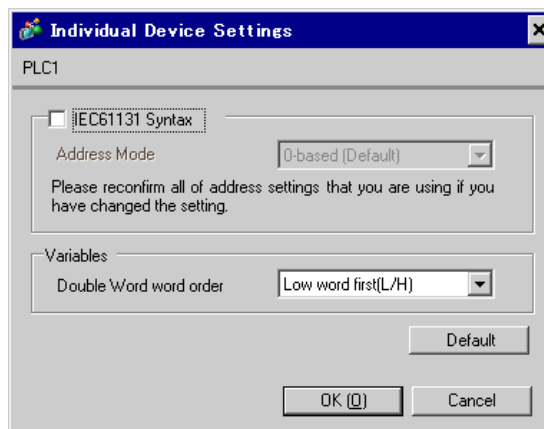 Individual Device Settings
PLC1
IEC61131 Syntax
Address Mode 0-based (Default)
Please reconfirm all of address settings that you are using if you
have changed the setting.
Variables
Double Word word order Low word first(L/H)
Default
OK (O) Cancel